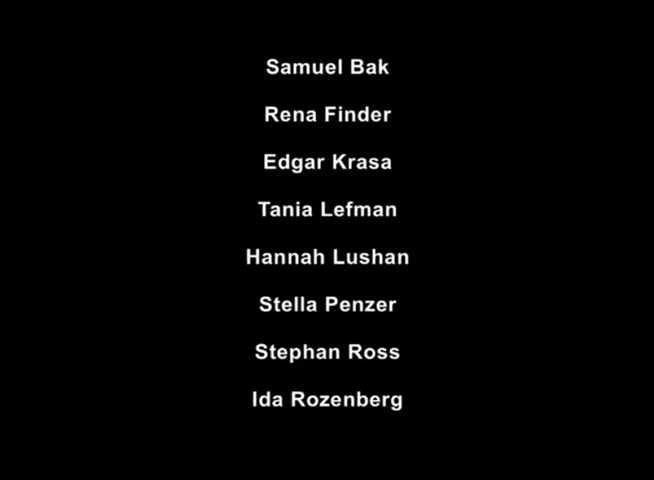 Samuel Bak
Rena Finder
Edgar Krasa
Tania Lefman
Hannah Lushan
Stella Penzer
Stephan Ross
Ida Rozenberg